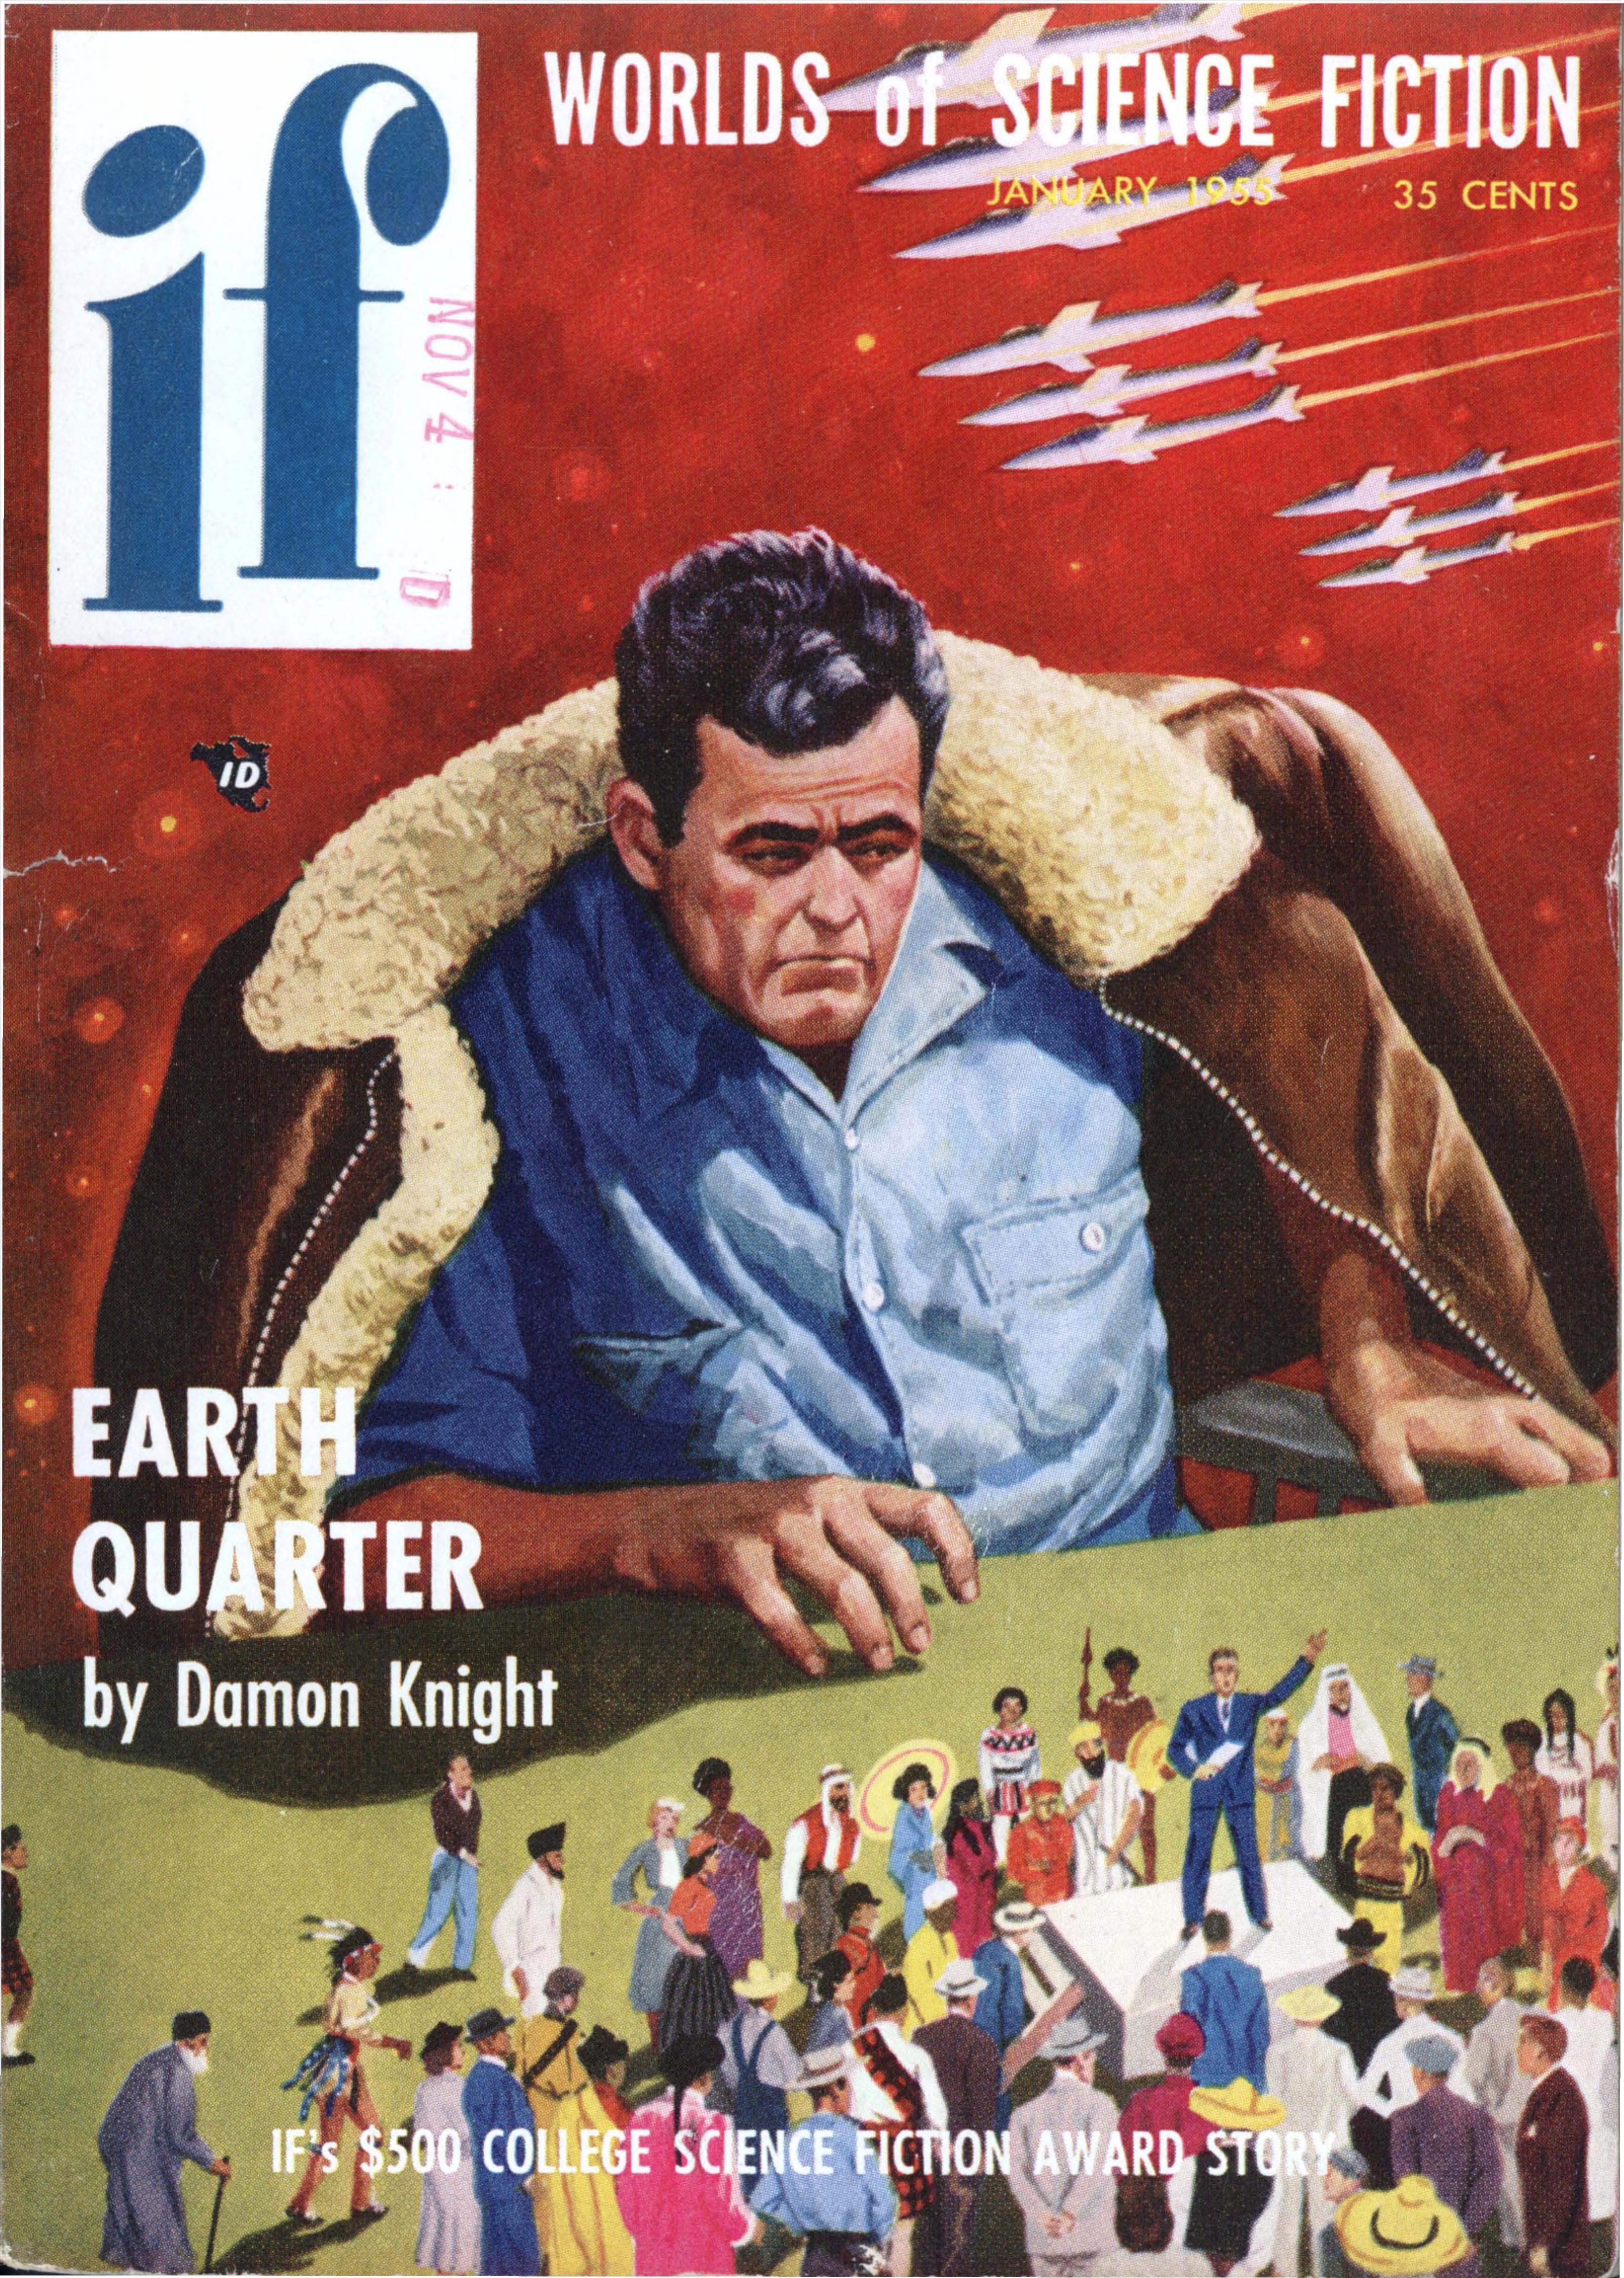 if
WORLDS of SCIENCE FICTION
JANUARY 1955 35 CENTS
NOV 4
D
ID
EARTH
QUARTER
by Damon Knight
IF's $500 COLLEGE SCIENCE FICTION AWARD STORY